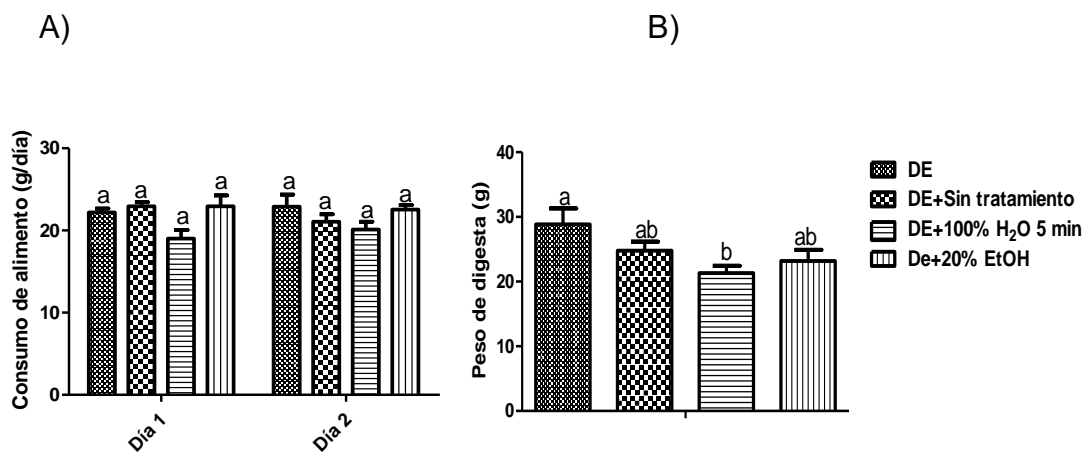 A)
B)
Consumo de alimento (g/día)
30
20
10
0
a a a a a a a a
Día 1 Día 2
Peso de digesta (g)
40
30
20
10
0
a ab b ab
DE
DE+Sin tratamiento
DE+100% H₂O 5 min
De+20% EtOH